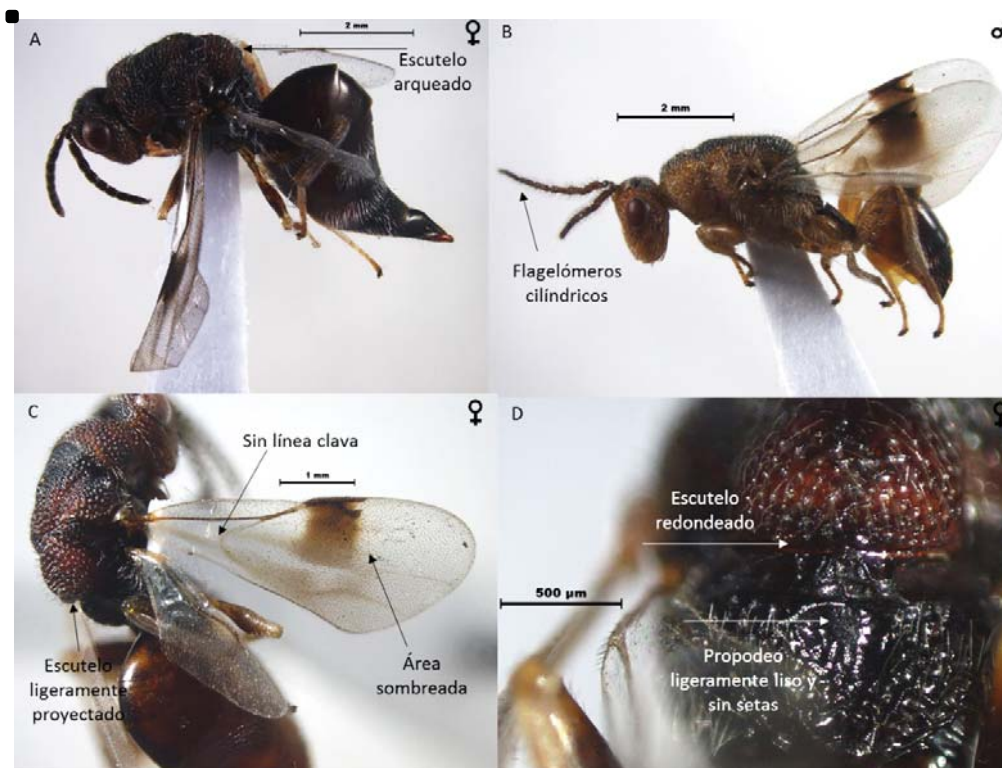 A
2 mm
♀
Escutelo
arqueado
B
♂
2 mm
Flagelómeros
cilíndricos
C
♀
Sin línea clava
1 mm
Escutelo
ligeramente
proyectado
Área
sombreada
D
♀
Escutelo
redondeado
500 µm
Propodeo
ligeramente liso y
sin setas